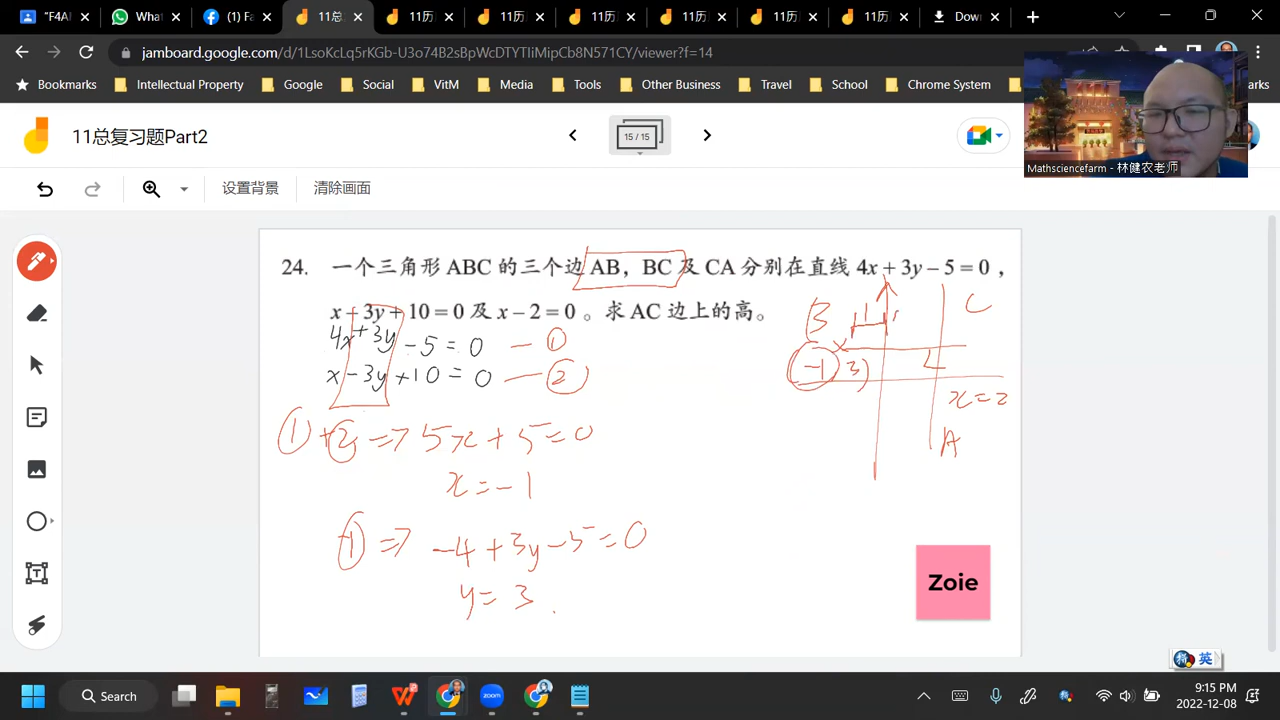 "F4Al
What
(1) Fa
11总
11历
11历
11历
11历
11历
11历
Dow
jamboard.google.com/d/1LsoKcLq5rKGb-U3o74B2sBpWcDTYTIiMipCb8N571CY/viewer?f=14
Bookmarks
Intellectual Property
Google
Social
VitM
Media
Tools
Other Business
Travel
School
Chrome System
arks
11总复习题Part2
15 / 15
设置背景
清除画面
Mathsciencefarm - 林健农老师
24. 一个三角形 ABC 的三个边 AB，BC 及 CA 分别在直线 4x + 3y − 5 = 0，
x − 3y + 10 = 0 及 x − 2 = 0 。求 AC 边上的高。
4x+3y -5 = 0 — ①
x -3y +10 = 0 — ②
① + ② => 5x + 5 = 0
x = -1
① => -4 + 3y - 5 = 0
y = 3
B
C
(-1, 3)
x = 2
A
Zoie
英
Search
9:15 PM
2022-12-08